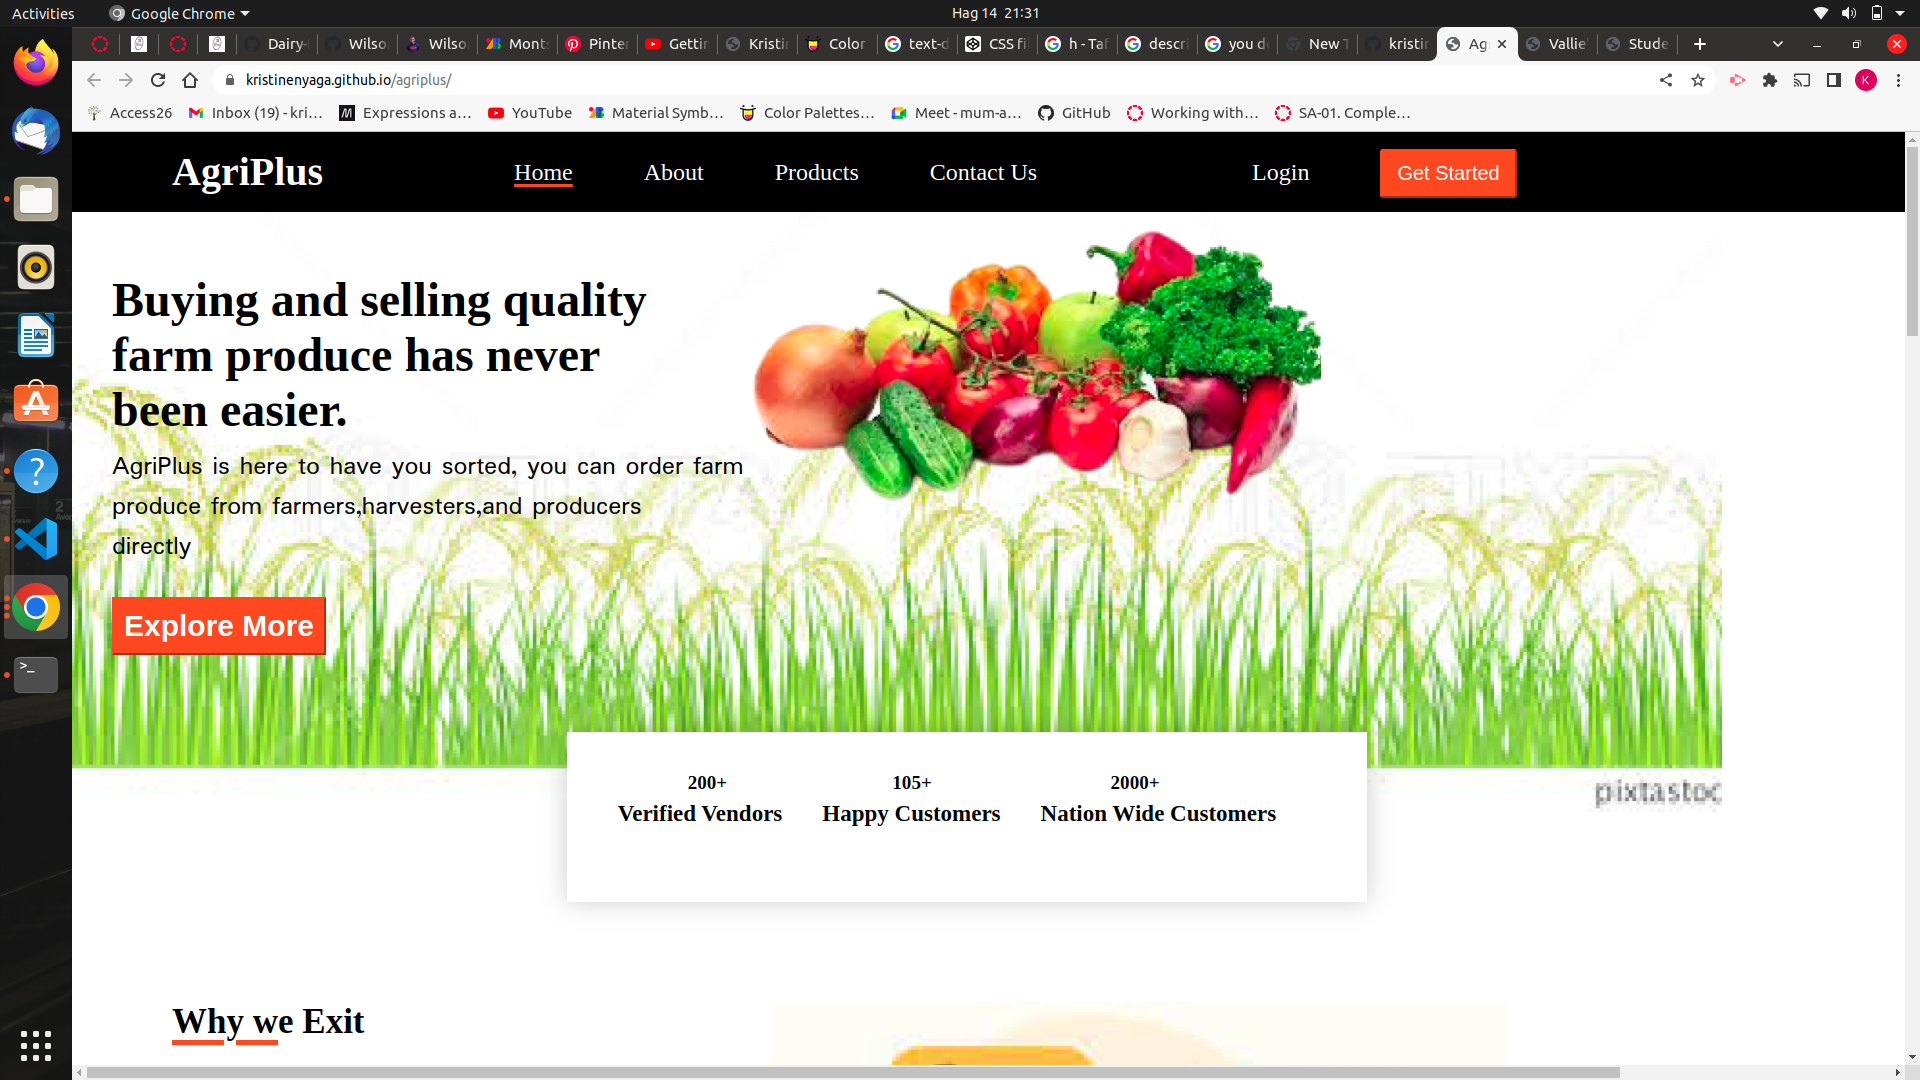 Activities
Google Chrome
Hag 14 21:31
Dairy-
Wilso
Wilso
Mont
Pinter
Gettin
Kristi
Color
text-d
CSS fi
h - Taf
descri
you d
New T
kristin
Ag
Vallie'
Stude
kristinenyaga.github.io/agriplus/
K
Access26
Inbox (19) - kri…
Expressions a…
YouTube
Material Symb…
Color Palettes…
Meet - mum-a…
GitHub
Working with…
SA-01. Comple…
AgriPlus
Home
About
Products
Contact Us
Login
Get Started
Buying and selling quality
farm produce has never
been easier.
AgriPlus is here to have you sorted, you can order farm
produce from farmers,harvesters,and producers
directly
Explore More
pixtastoc
200+
Verified Vendors
105+
Happy Customers
2000+
Nation Wide Customers
Why we Exit